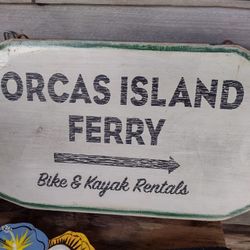 ORCAS ISLAND
FERRY
Bike & Kayak Rentals